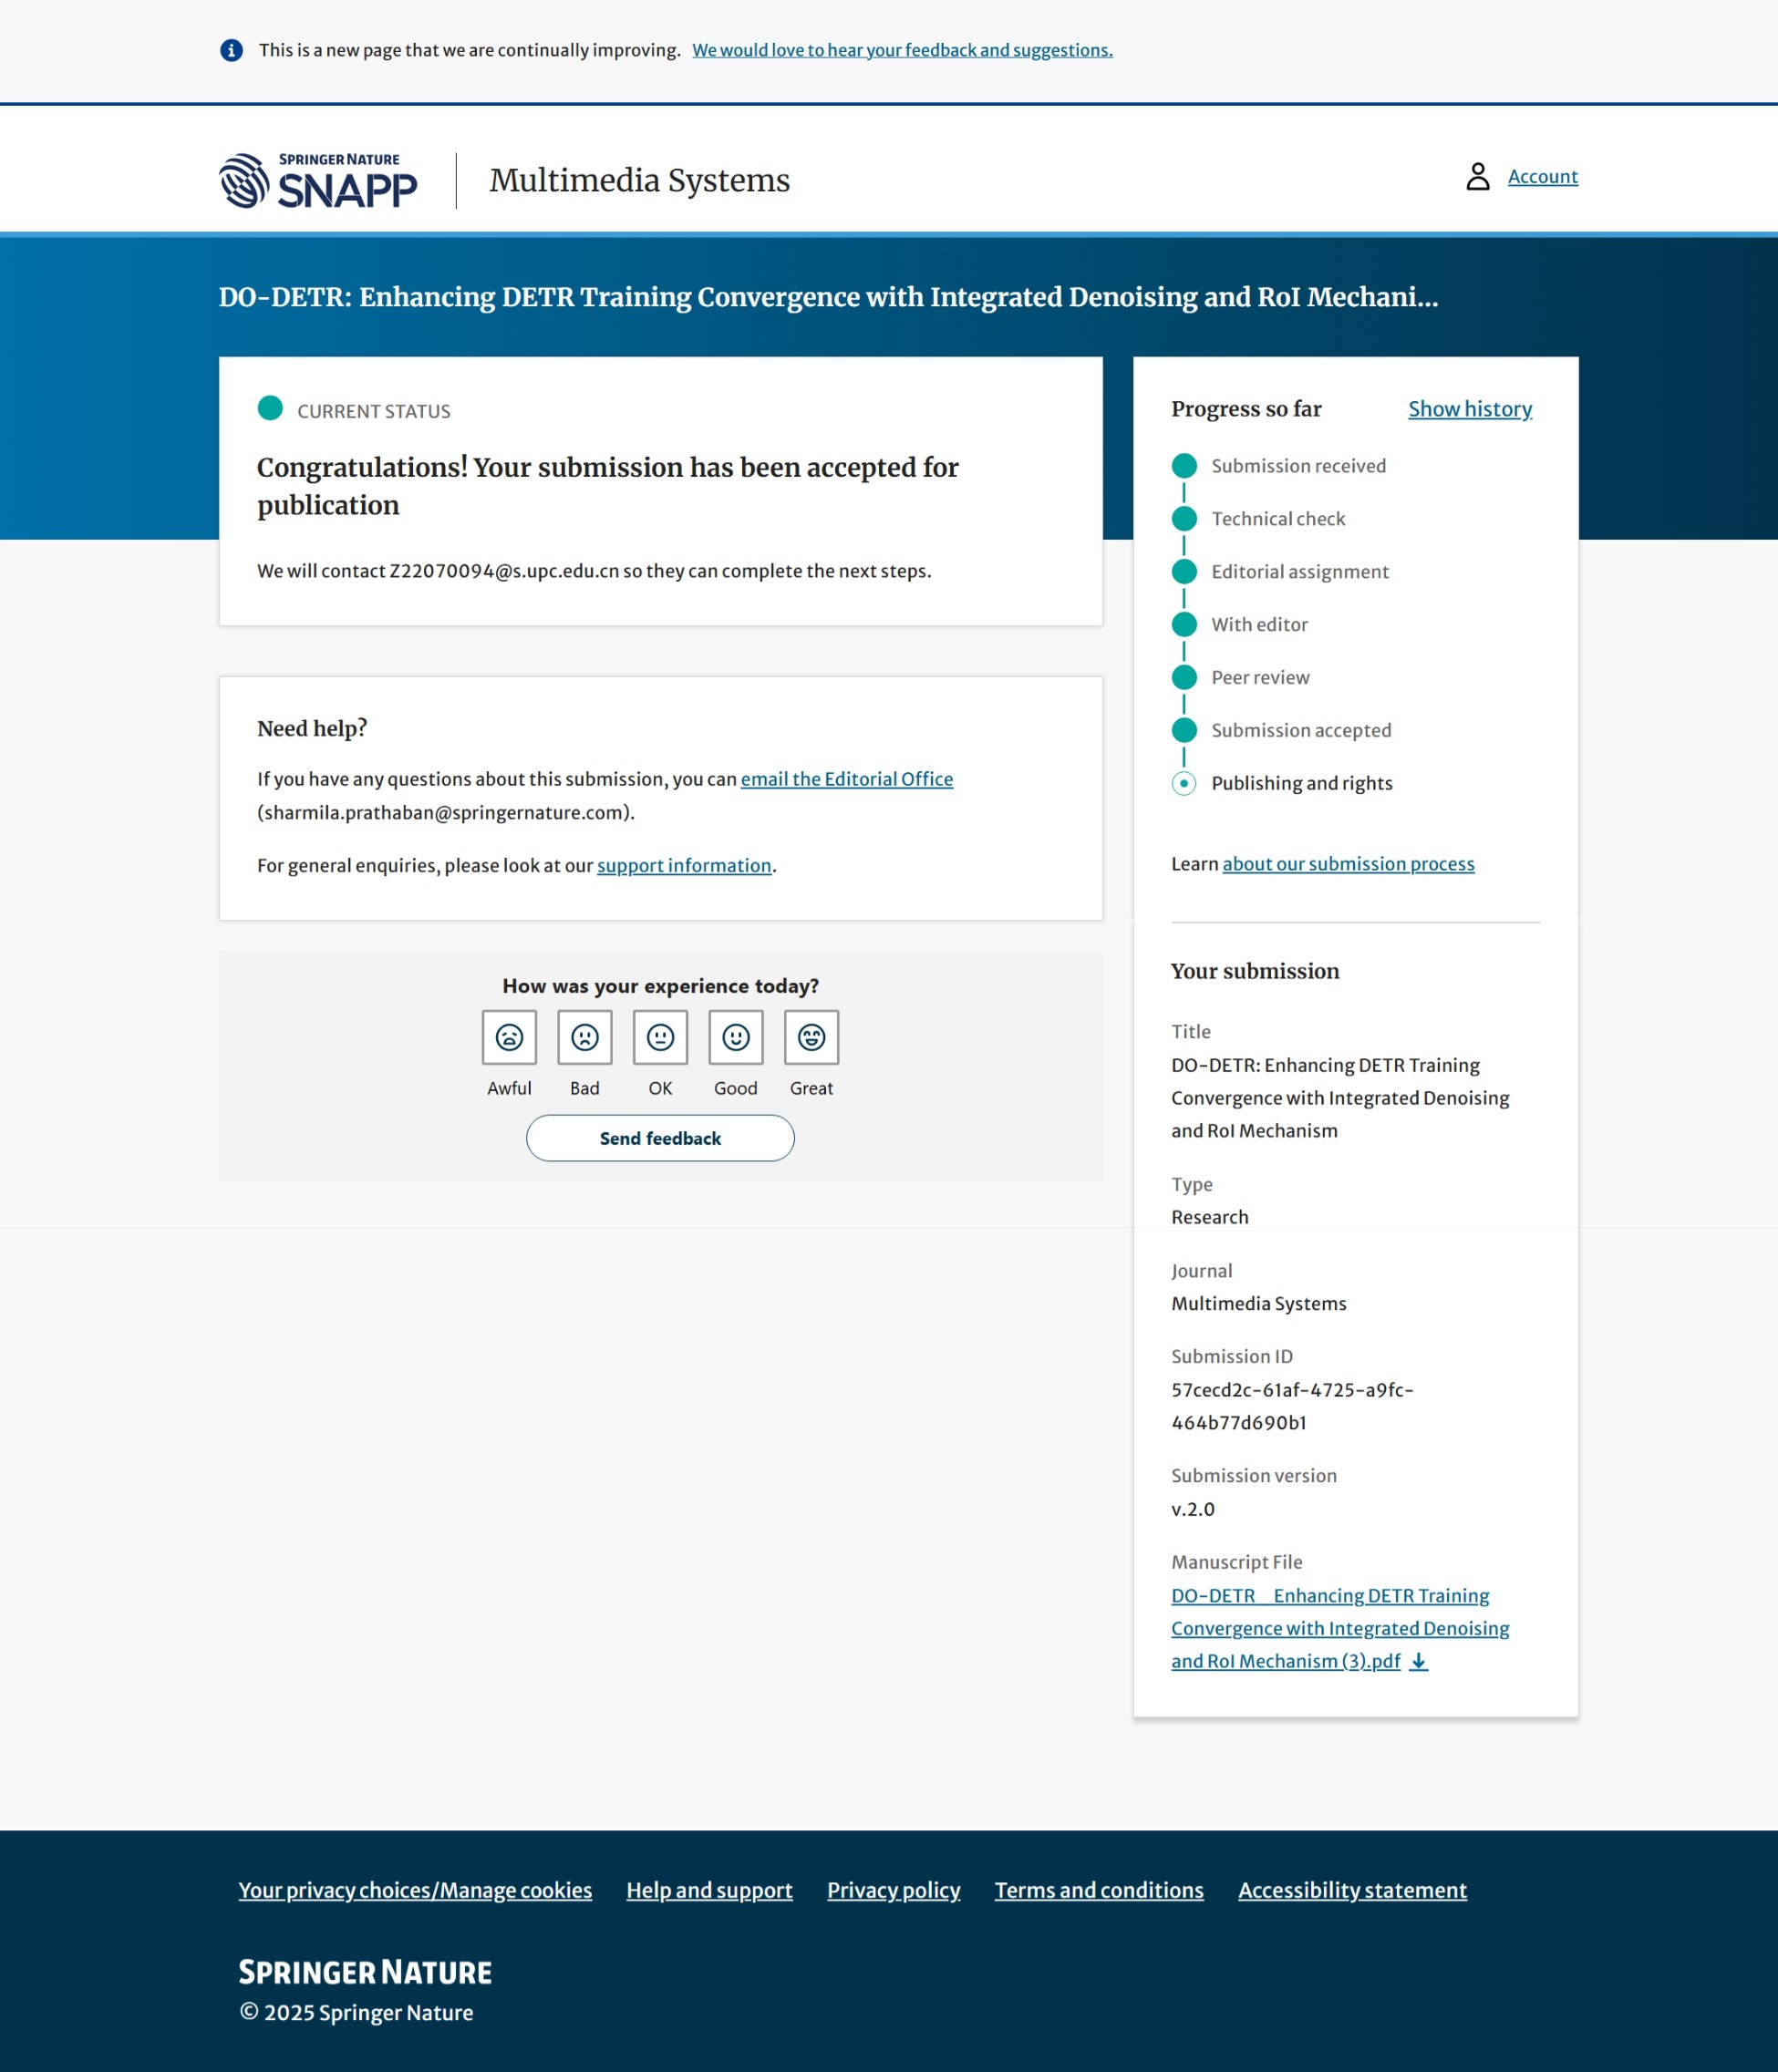 This is a new page that we are continually improving. We would love to hear your feedback and suggestions.
SPRINGER NATURE
SNAPP
Multimedia Systems
Account
DO-DETR: Enhancing DETR Training Convergence with Integrated Denoising and RoI Mechani...
CURRENT STATUS
Congratulations! Your submission has been accepted for
publication
We will contact Z22070094@s.upc.edu.cn so they can complete the next steps.
Need help?
If you have any questions about this submission, you can email the Editorial Office
(sharmila.prathaban@springernature.com).
For general enquiries, please look at our support information.
How was your experience today?
Awful Bad OK Good Great
Send feedback
Progress so far Show history
Submission received
Technical check
Editorial assignment
With editor
Peer review
Submission accepted
Publishing and rights
Learn about our submission process
Your submission
Title
DO-DETR: Enhancing DETR Training
Convergence with Integrated Denoising
and RoI Mechanism
Type
Research
Journal
Multimedia Systems
Submission ID
57cecd2c-61af-4725-a9fc-
464b77d690b1
Submission version
v.2.0
Manuscript File
DO-DETR__Enhancing DETR Training
Convergence with Integrated Denoising
and RoI Mechanism (3).pdf
Your privacy choices/Manage cookies Help and support Privacy policy Terms and conditions Accessibility statement
SPRINGER NATURE
© 2025 Springer Nature